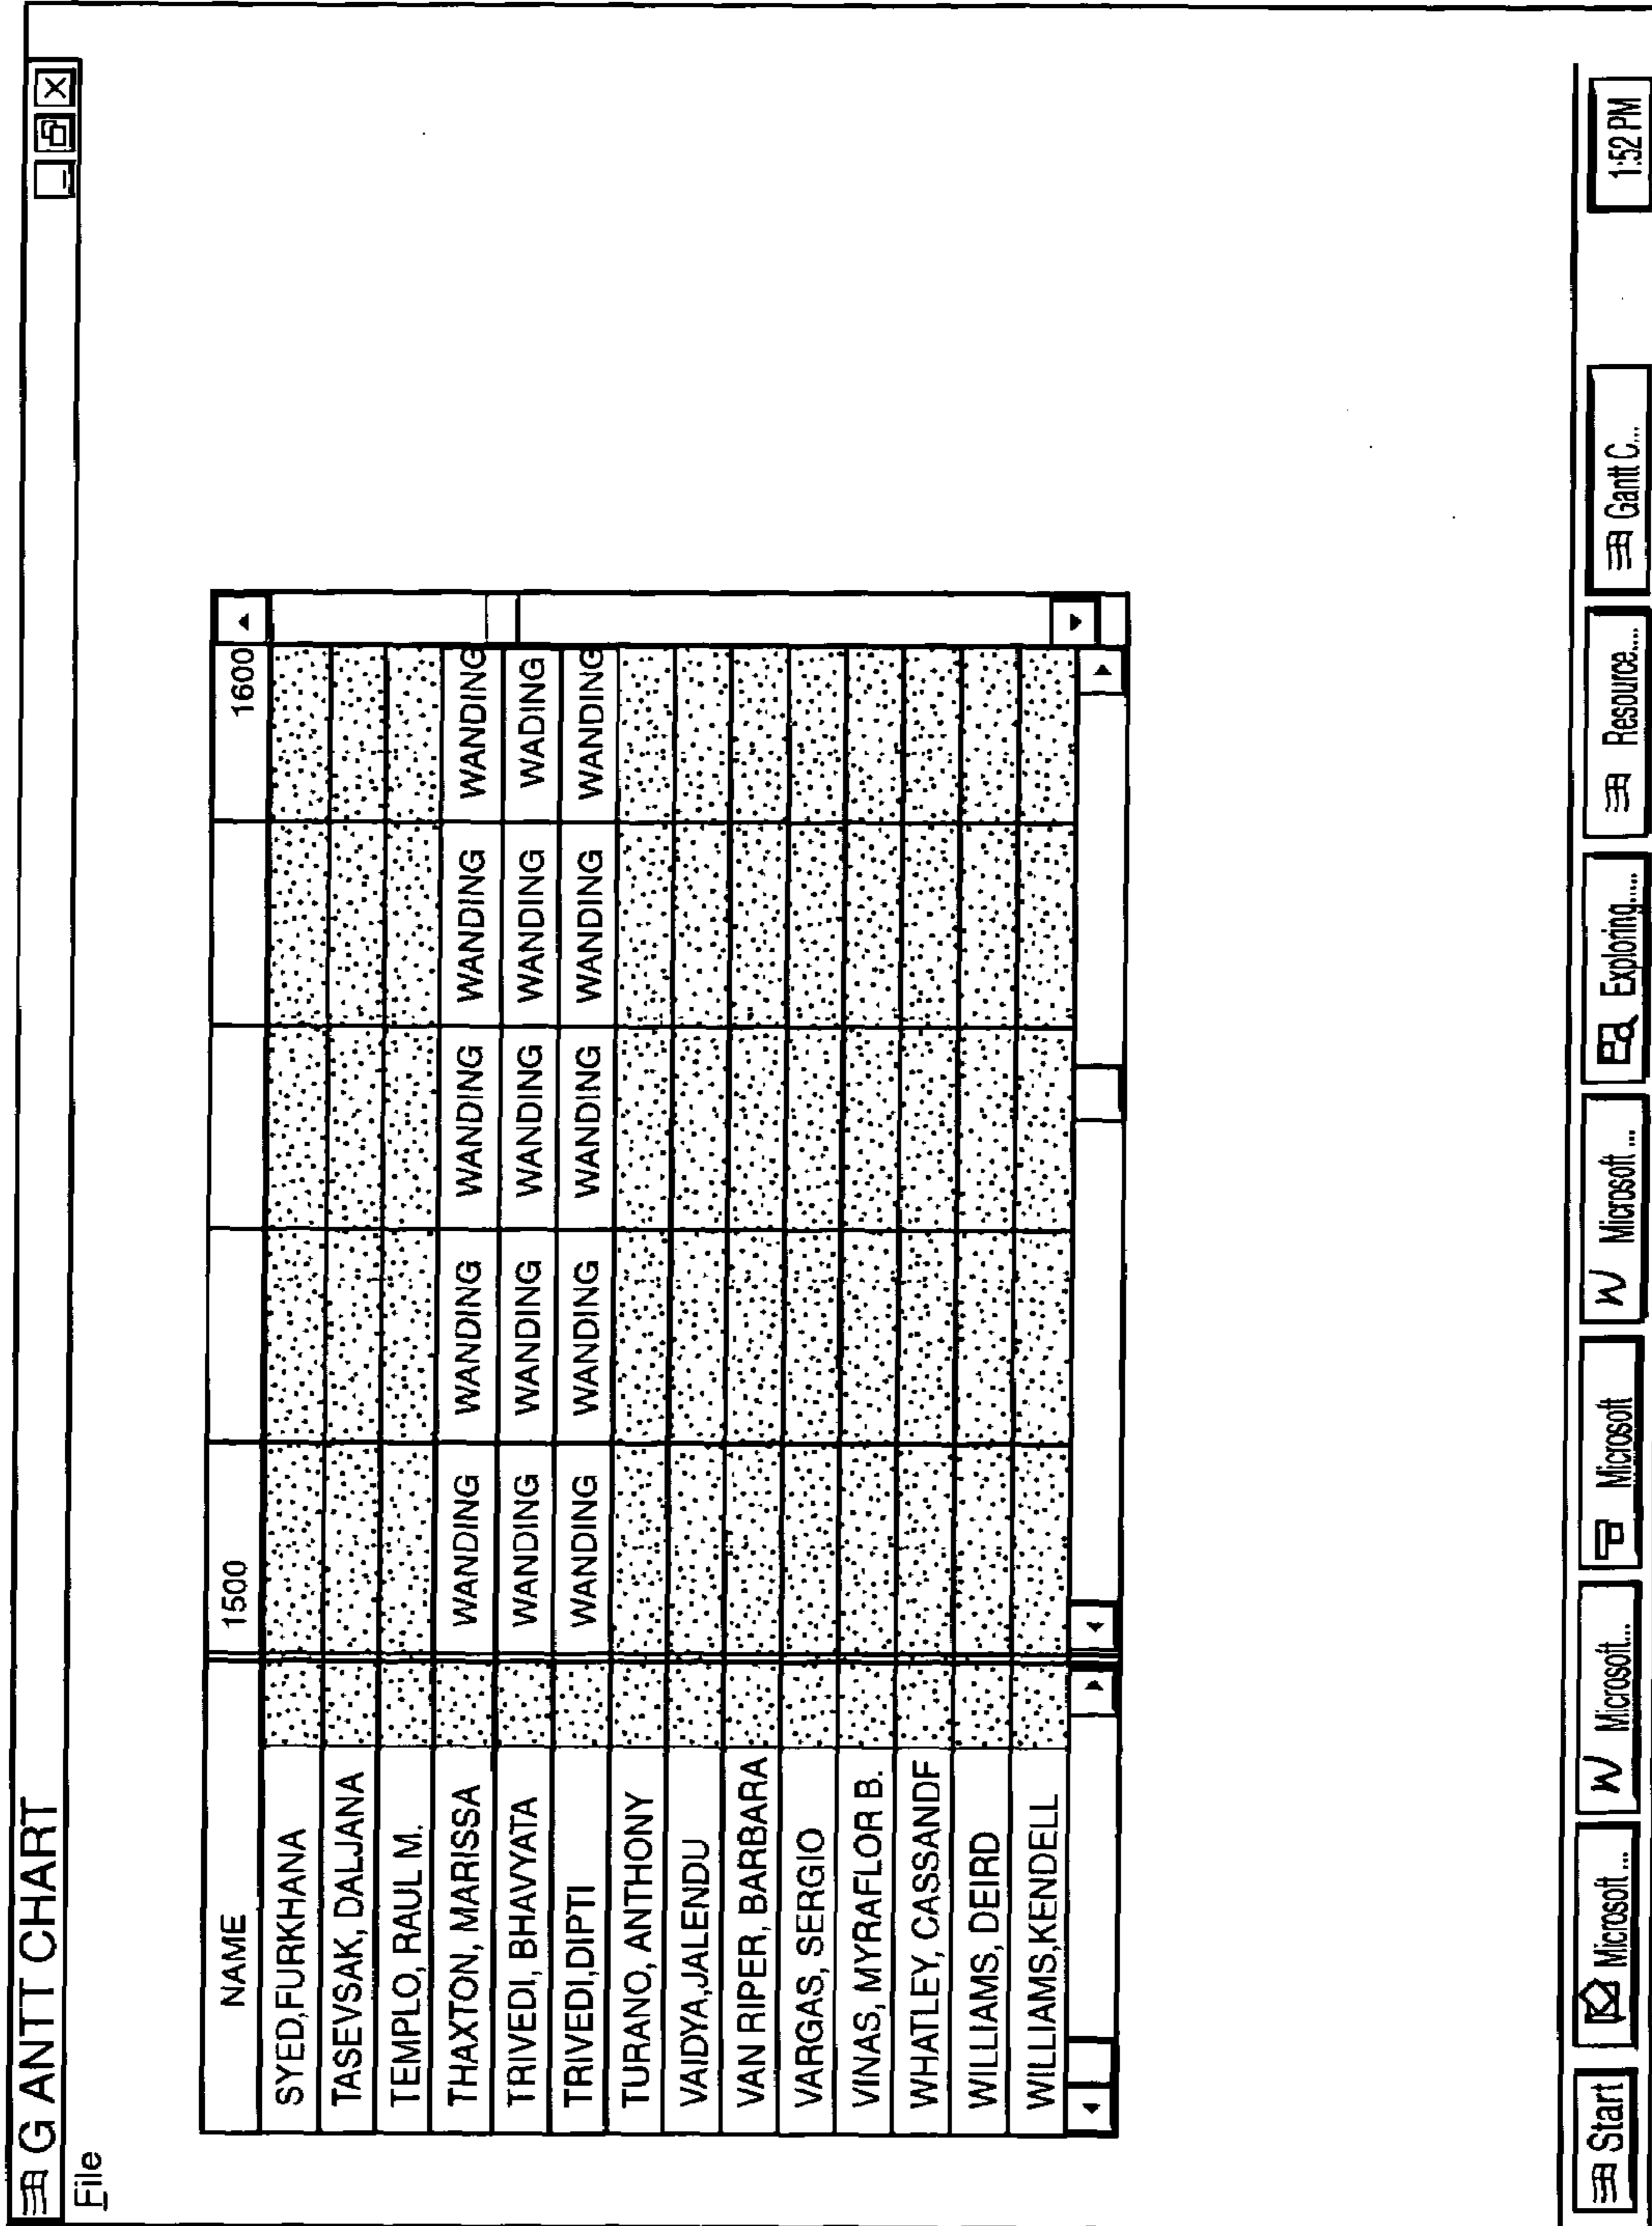 G ANTT CHART
File
NAME 1500 1600
SYED,FURKHANA
TASEVSAK, DALJANA
TEMPLO, RAUL M.
THAXTON, MARISSA WANDING WANDING WANDING WANDING WANDING
TRIVEDI, BHAVYATA WANDING WANDING WANDING WANDING WADING
TRIVEDI,DIPTI WANDING WANDING WANDING WANDING WANDING
TURANO, ANTHONY
VAIDYA,JALENDU
VAN RIPER, BARBARA
VARGAS, SERGIO
VINAS, MYRAFLOR B.
WHATLEY, CASSANDF
WILLIAMS, DEIRD
WILLIAMS,KENDELL
Start Microsoft ... W Microsoft... Microsoft W Microsoft ... Exploring..... Resource.... Gantt C... 1:52 PM